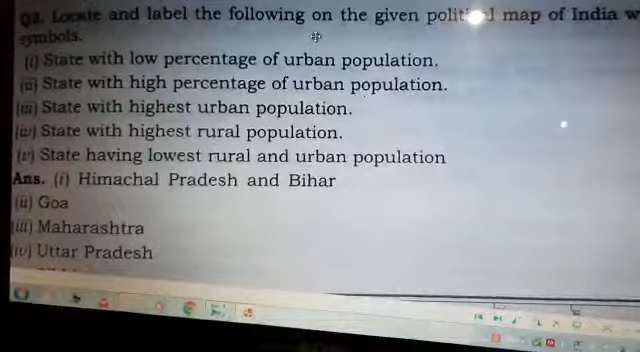 Q3. Locate and label the following on the given political map of India w
symbols.
(i) State with low percentage of urban population.
(ii) State with high percentage of urban population.
(iii) State with highest urban population.
(iv) State with highest rural population.
(v) State having lowest rural and urban population
Ans. (i) Himachal Pradesh and Bihar
(ii) Goa
(iii) Maharashtra
(iv) Uttar Pradesh